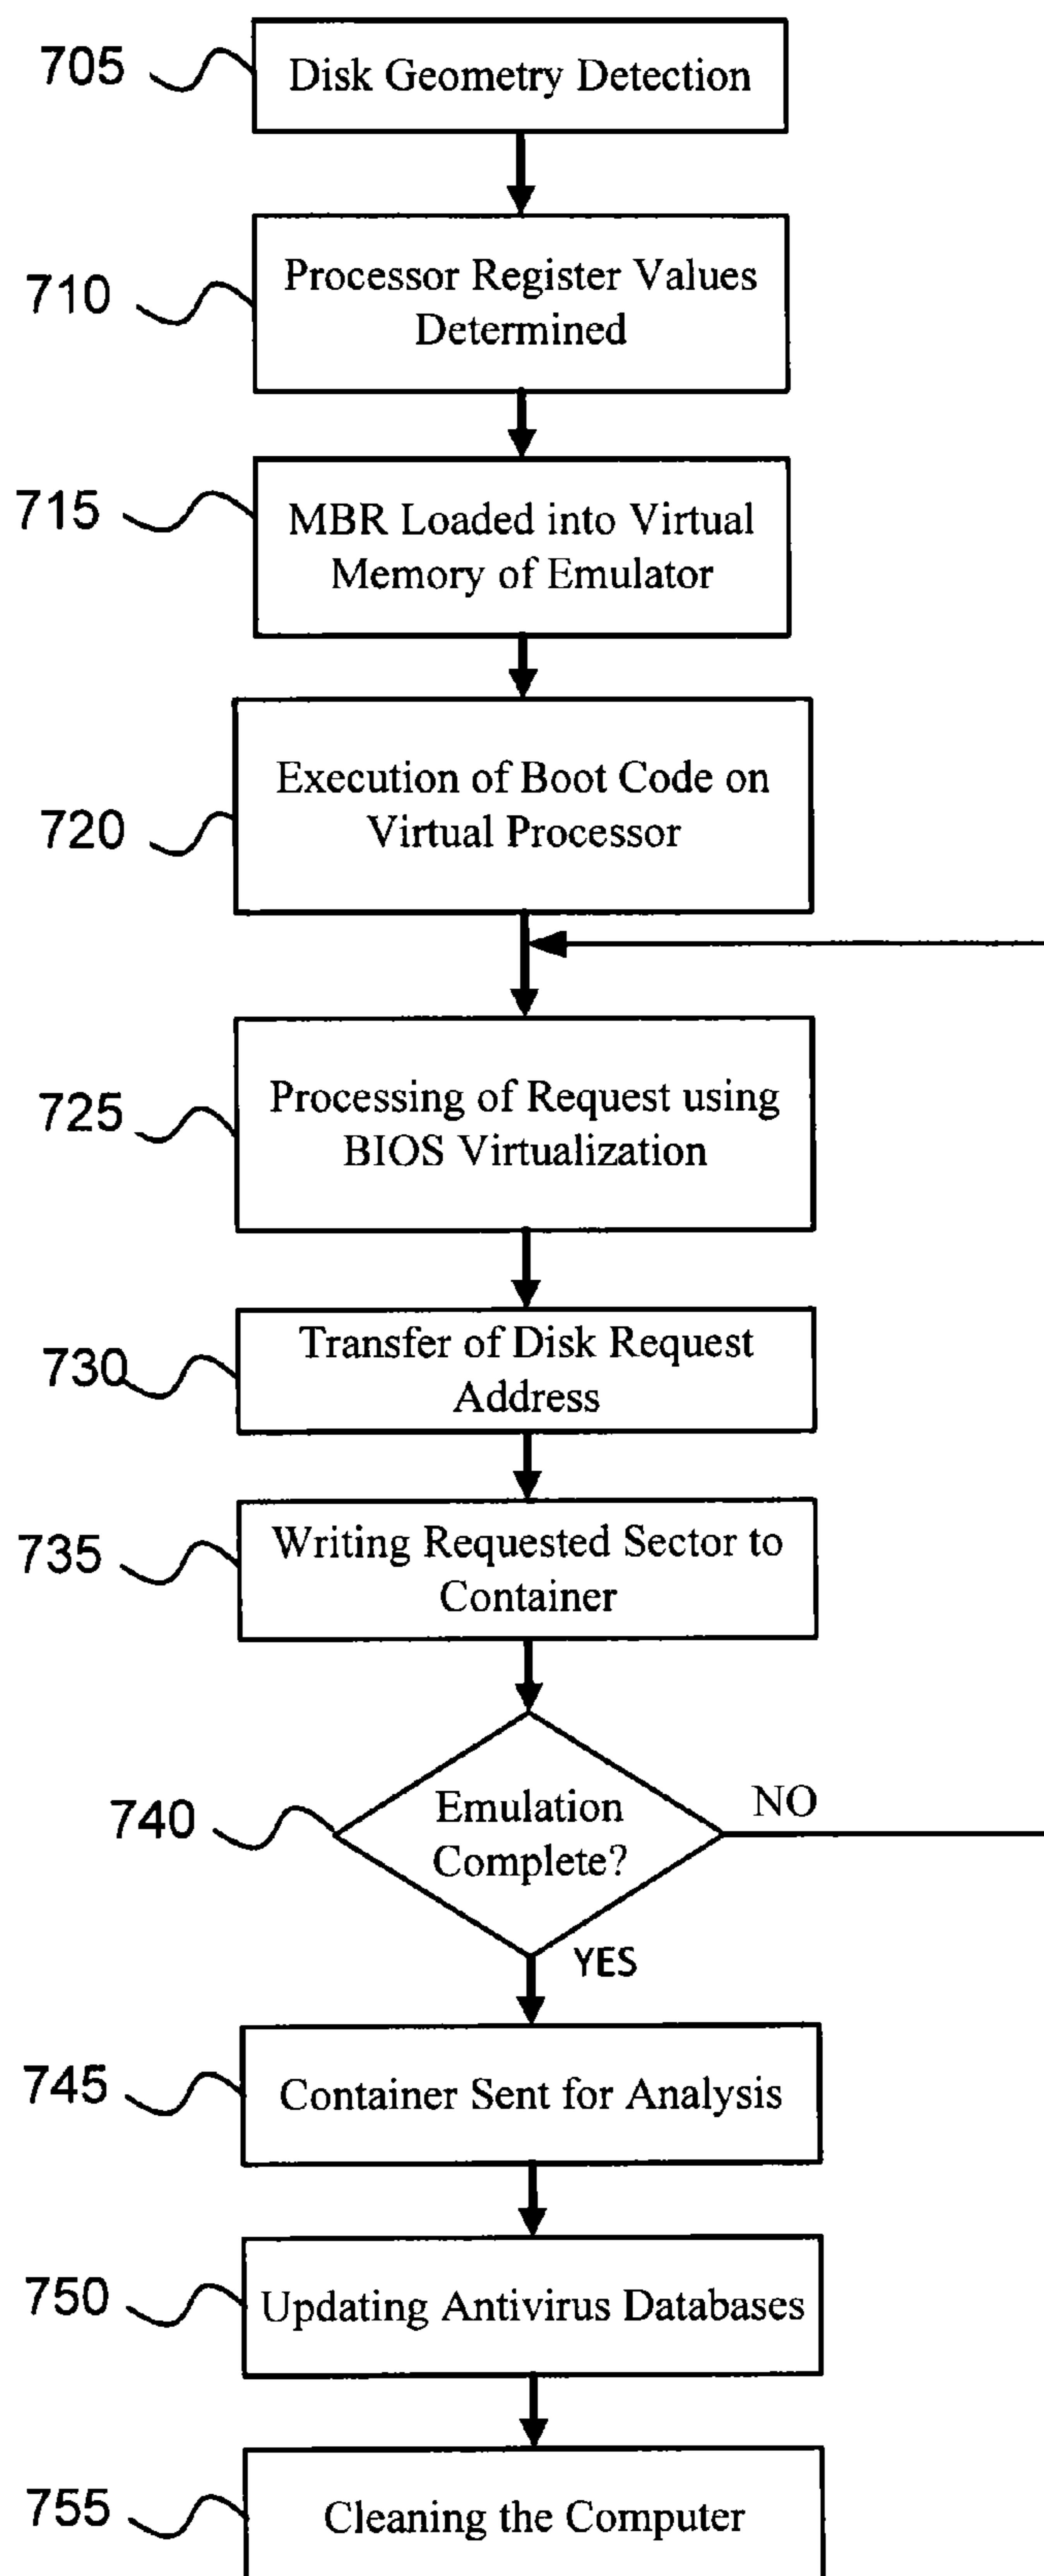 705
Disk Geometry Detection
710
Processor Register Values
Determined
715
MBR Loaded into Virtual
Memory of Emulator
720
Execution of Boot Code on
Virtual Processor
725
Processing of Request using
BIOS Virtualization
730
Transfer of Disk Request
Address
735
Writing Requested Sector to
Container
740
Emulation
Complete?
NO
YES
745
Container Sent for Analysis
750
Updating Antivirus Databases
755
Cleaning the Computer